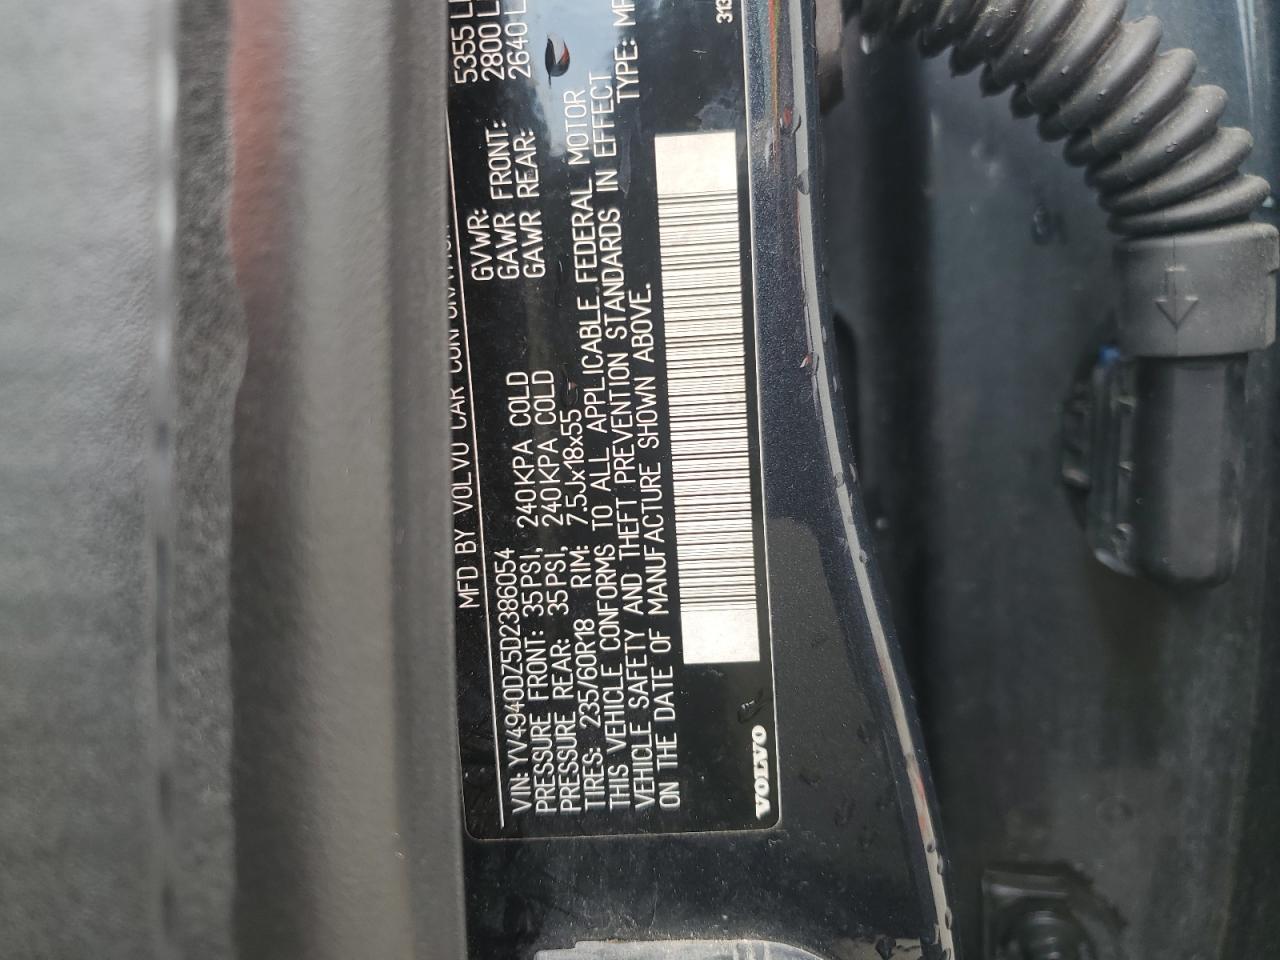 MFD BY VOLVO CAR CORPORATION
GVWR: 5355 L
GAWR FRONT: 2800 L
GAWR REAR: 2640 L
VIN: YV4940DZ5D2386054
PRESSURE FRONT: 35PSI, 240KPA COLD
PRESSURE REAR: 35PSI, 240KPA COLD
TIRES: 235/60R18 RIM: 7.5Jx18x55
THIS VEHICLE CONFORMS TO ALL APPLICABLE FEDERAL MOTOR
VEHICLE SAFETY AND THEFT PREVENTION STANDARDS IN EFFECT
ON THE DATE OF MANUFACTURE SHOWN ABOVE.
TYPE: MP
VOLVO
313